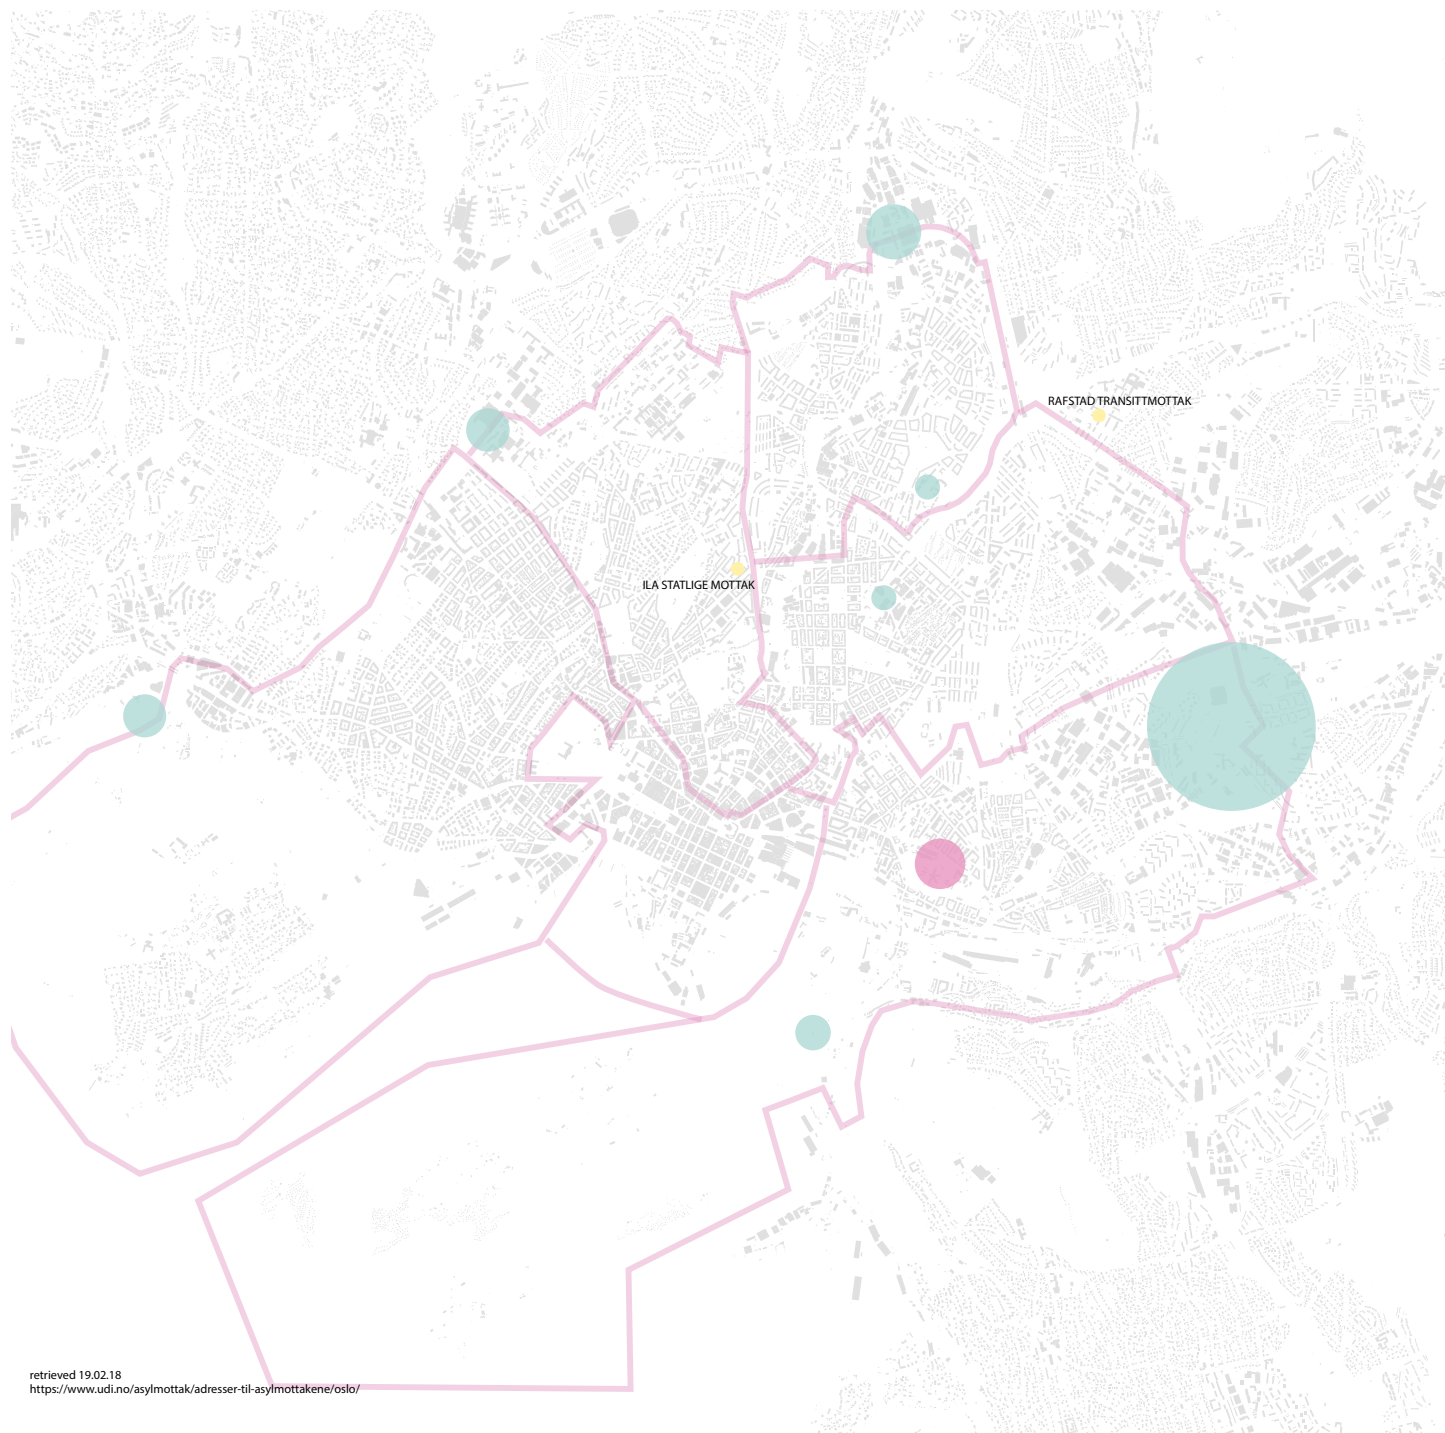 RAFSTAD TRANSITTMOTTAK
ILA STATLIGE MOTTAK
retrieved 19.02.18
https://www.udi.no/asylmottak/adresser-til-asylmottakene/oslo/